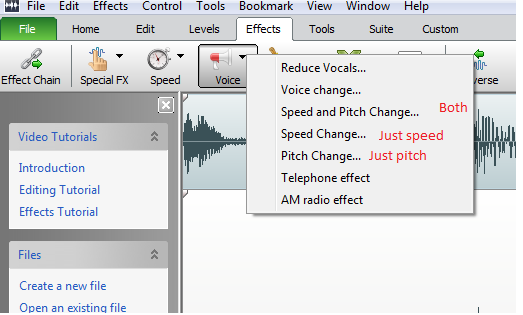 File Edit Effects Control Tools Bookmark View Window Help
File Home Edit Levels Effects Tools Suite Custom
Effect Chain Special FX Speed Voice
Reduce Vocals...
Voice change...
Speed and Pitch Change... Both
Speed Change... Just speed
Pitch Change... Just pitch
Telephone effect
AM radio effect
Video Tutorials
Introduction
Editing Tutorial
Effects Tutorial
Files
Create a new file
Open an existing file